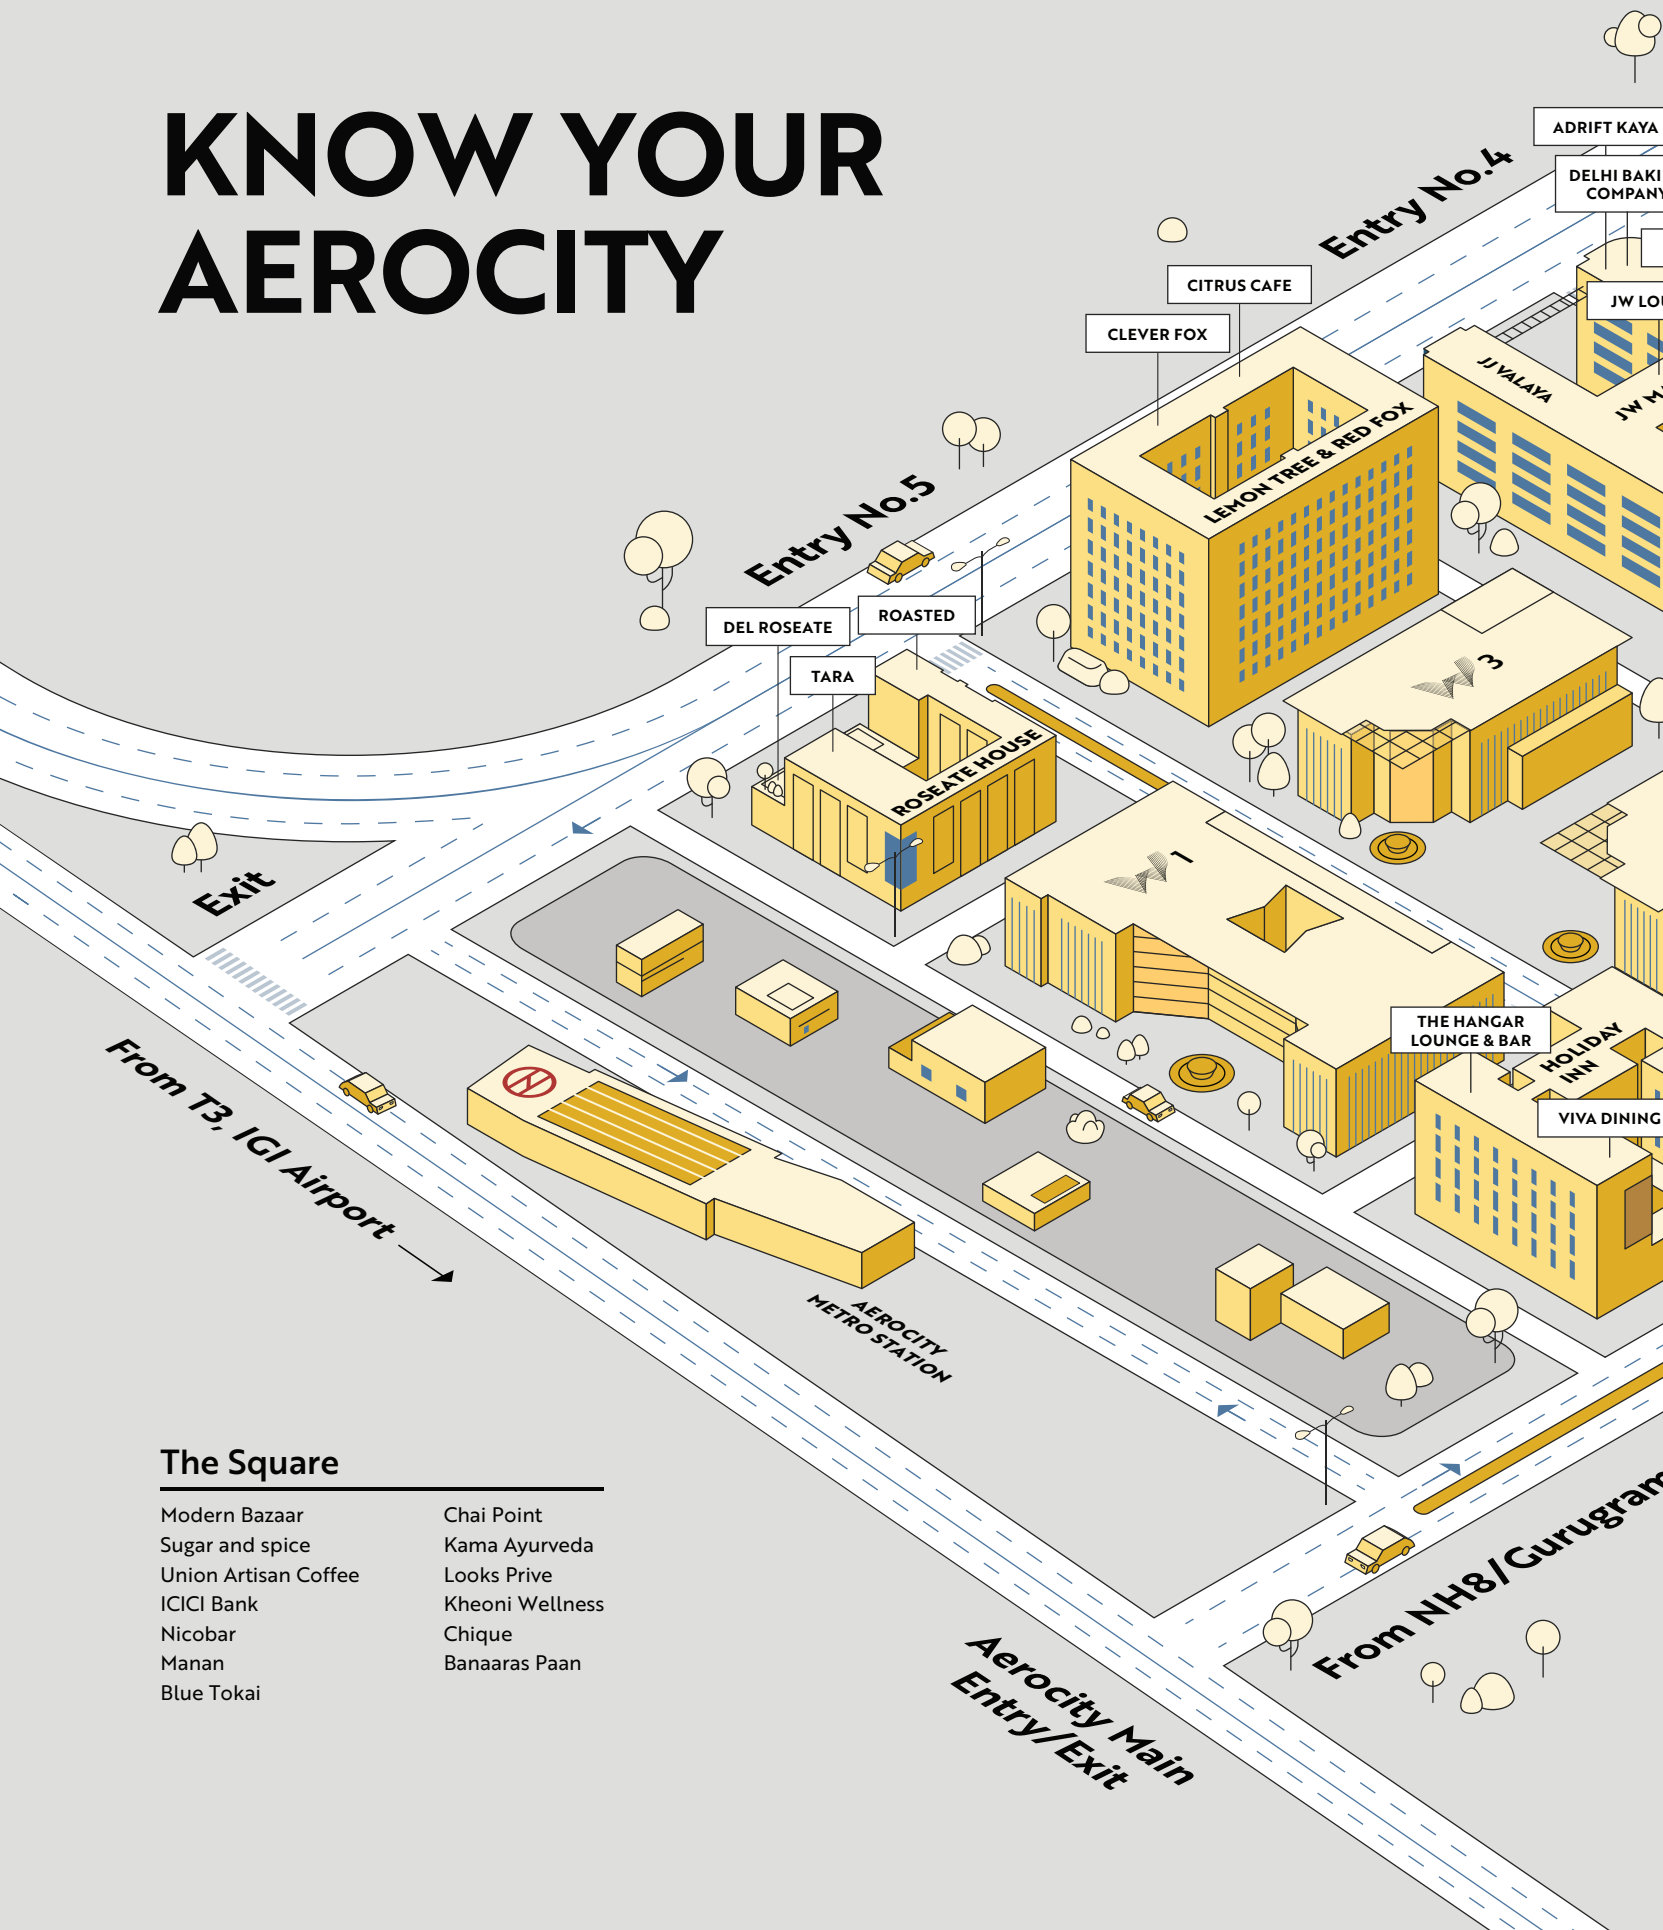 KNOW YOUR
AEROCITY
ADRIFT KAYA
Entry No.4
DELHI
COMPANY
CITRUS CAFE
JW
CLEVER FOX
JJ VALAYA
JW
LEMON TREE & RED FOX
Entry No.5
ROASTED
DEL ROSEATE
TARA
3
ROSEATE HOUSE
1
Exit
THE HANGAR
LOUNGE & BAR
HOLIDAY
INN
VIVA DINING
From T3, IGI Airport
AEROCITY
METRO STATION
The Square
Modern Bazaar
Sugar and spice
Union Artisan Coffee
ICICI Bank
Nicobar
Manan
Blue Tokai
Chai Point
Kama Ayurveda
Looks Prive
Kheoni Wellness
Chique
Banaaras Paan
From NH8/Gurugram
Aerocity Main
Entry/Exit